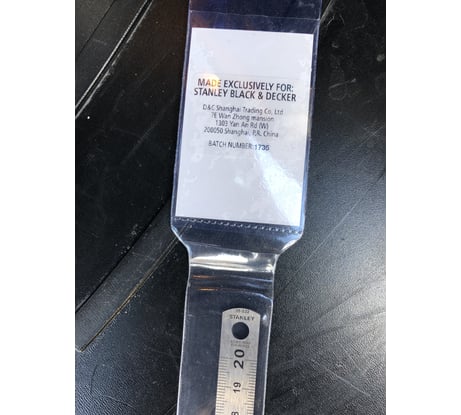 MADE EXCLUSIVELY FOR:
STANLEY BLACK & DECKER
D&C Shanghai Trading Co, Ltd
7E Wan Zhong mansion
1303 Yan An Rd (W)
200050 Shanghai, P.R. China
BATCH NUMBER: 1735
STANLEY
20
19